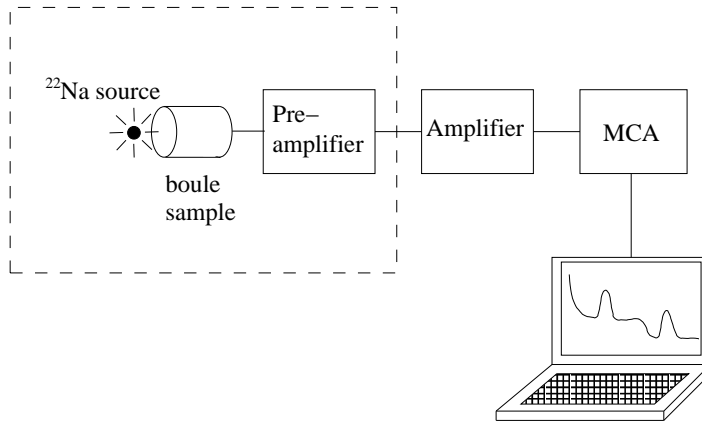 ²²Na source
boule
sample
Pre–
amplifier
Amplifier
MCA